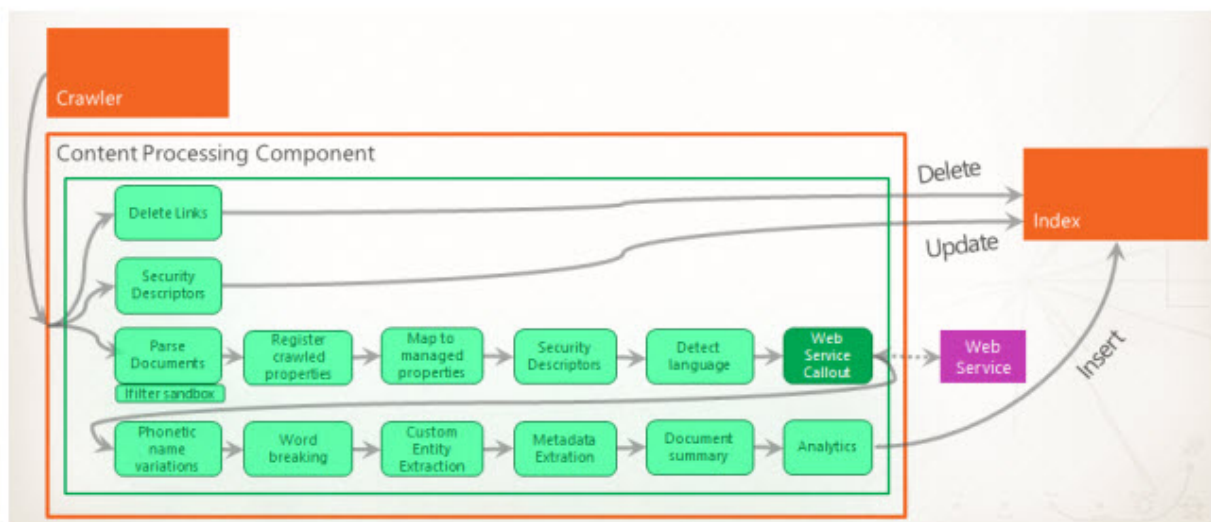 Crawler
Content Processing Component
Delete Links
Delete
Index
Security
Descriptors
Update
Parse
Documents
Ifilter sandbox
Register
crawled
properties
Map to
managed
properties
Security
Descriptors
Detect
language
Web
Service
Callout
Web
Service
Insert
Phonetic
name
variations
Word
breaking
Custom
Entity
Extraction
Metadata
Extration
Document
summary
Analytics